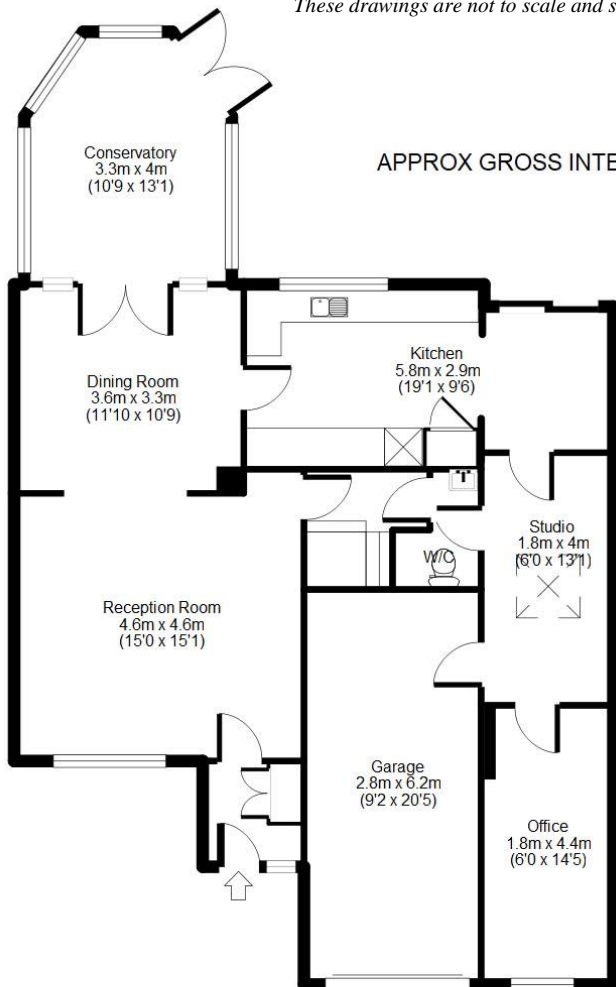 These drawings are not to scale and s
Conservatory
3.3m x 4m
(10'9 x 13'1)
APPROX GROSS INTE
Kitchen
5.8m x 2.9m
(19'1 x 9'6)
Dining Room
3.6m x 3.3m
(11'10 x 10'9)
Studio
1.8m x 4m
(6'0 x 13'1)
W/C
Reception Room
4.6m x 4.6m
(15'0 x 15'1)
Garage
2.8m x 6.2m
(9'2 x 20'5)
Office
1.8m x 4.4m
(6'0 x 14'5)